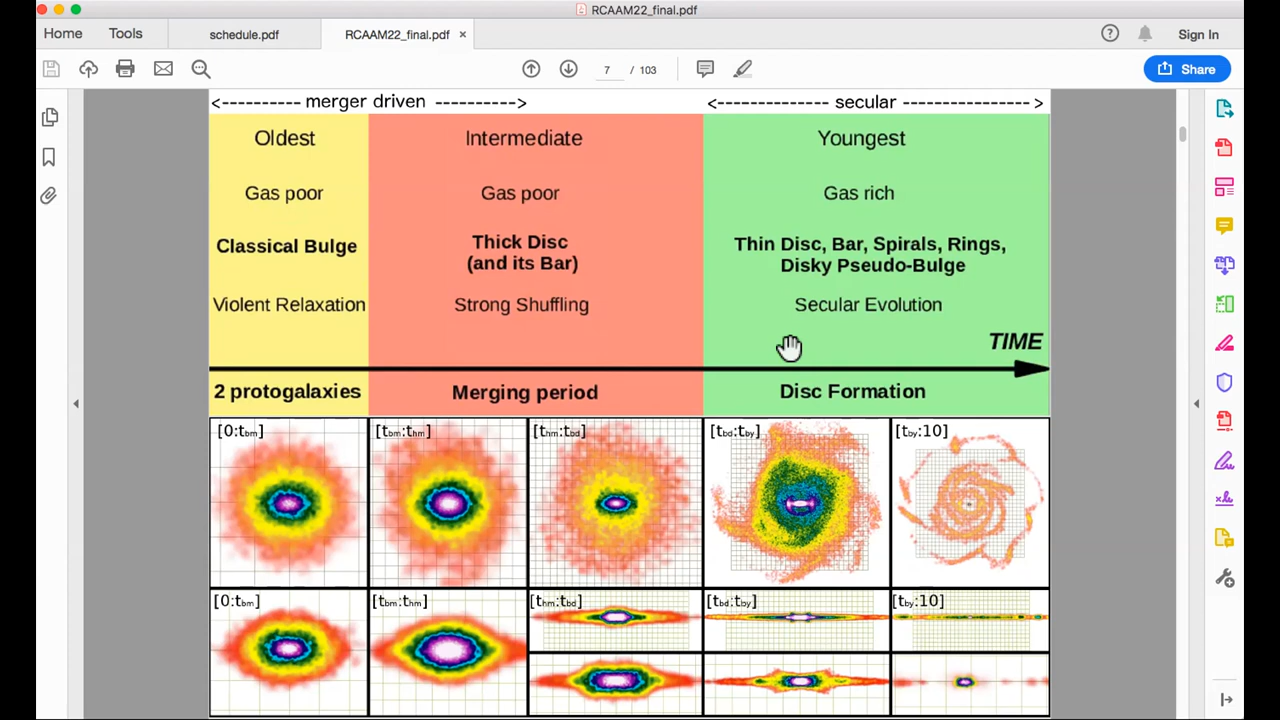 RCAAM22_final.pdf
Home Tools schedule.pdf RCAAM22_final.pdf × Sign In
7 / 103 Share
<---------- merger driven ----------> <------------- secular --------------- >
Oldest Intermediate Youngest
Gas poor Gas poor Gas rich
Classical Bulge Thick Disc (and its Bar) Thin Disc, Bar, Spirals, Rings, Disky Pseudo-Bulge
Violent Relaxation Strong Shuffling Secular Evolution
TIME
2 protogalaxies Merging period Disc Formation
[0:tbm] [tbm:thm] [thm:tbd] [tbd:tby] [tby:10]
[0:tbm] [tbm:thm] [thm:tbd] [tbd:tby] [tby:10]